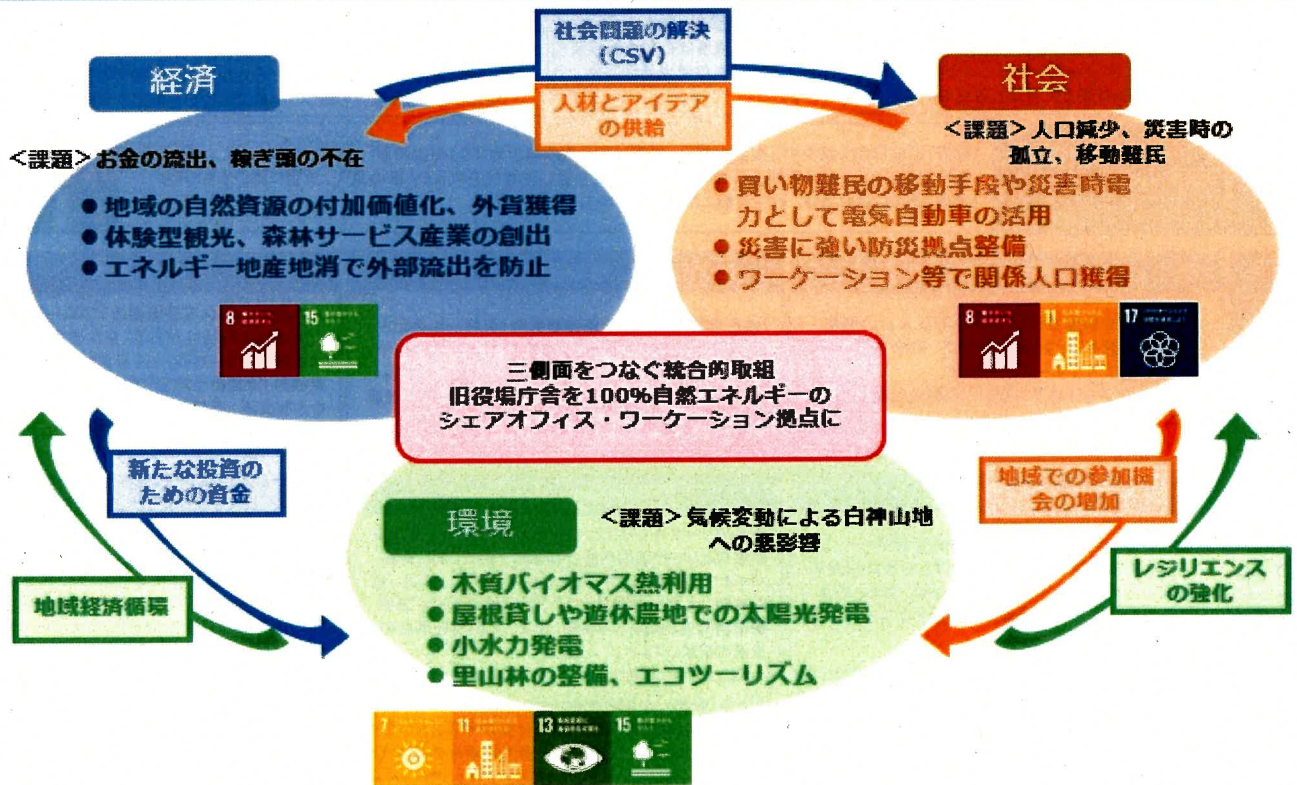 社会問題の解決
(CSV)
経済
社会
人材とアイデア
の供給
<課題>お金の流出、稼ぎ頭の不在
<課題>人口減少、災害時の
孤立、移動難民
● 地域の自然資源の付加価値化、外貨獲得
● 体験型観光、森林サービス産業の創出
● エネルギー地産地消で外部流出を防止
● 買い物難民の移動手段や災害時電
力として電気自動車の活用
● 災害に強い防災拠点整備
● ワーケーション等で関係人口獲得
8
15
8
11
17
三側面をつなぐ統合的取組
旧役場庁舎を100%自然エネルギーの
シェアオフィス・ワーケーション拠点に
新たな投資の
ための資金
地域での参加機
会の増加
環境
<課題>気候変動による白神山地
への悪影響
地域経済循環
レジリエンス
の強化
● 木質バイオマス熱利用
● 屋根貸しや遊休農地での太陽光発電
● 小水力発電
● 里山林の整備、エコツーリズム
7
11
13
15